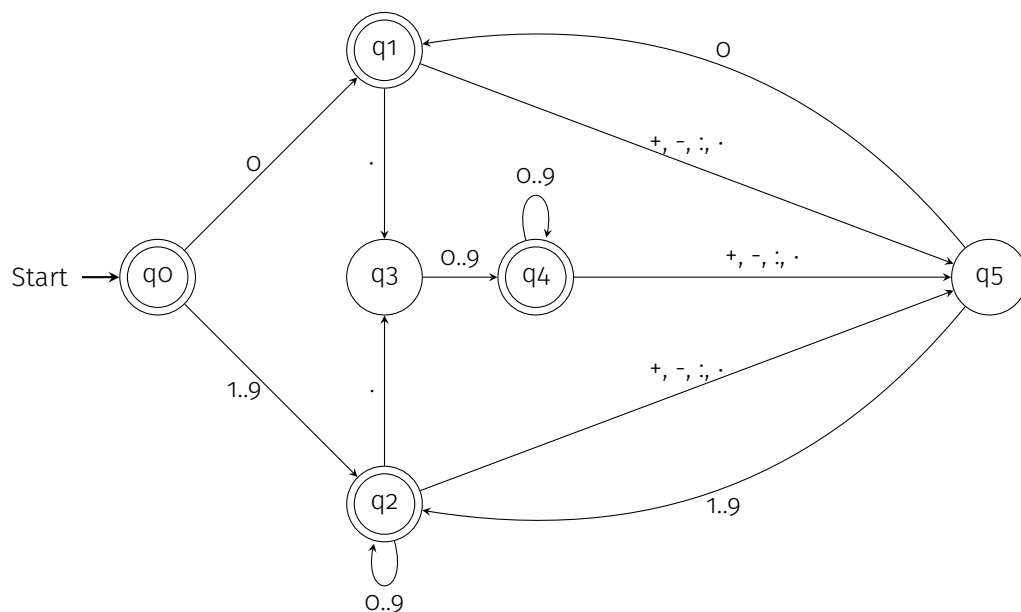 q1
0
+, -, :, ·
0
.
0..9
Start
q0
q3
0..9
q4
+, -, :, ·
q5
1..9
.
+, -, :, ·
q2
1..9
0..9